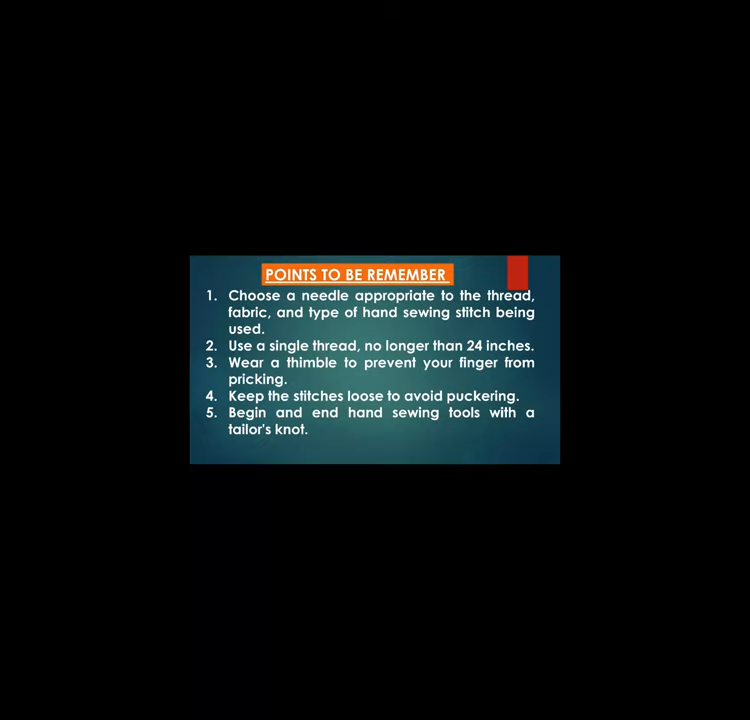 POINTS TO BE REMEMBER
1. Choose a needle appropriate to the thread,
fabric, and type of hand sewing stitch being
used.
2. Use a single thread, no longer than 24 inches.
3. Wear a thimble to prevent your finger from
pricking.
4. Keep the stitches loose to avoid puckering.
5. Begin and end hand sewing tools with a
tailor's knot.